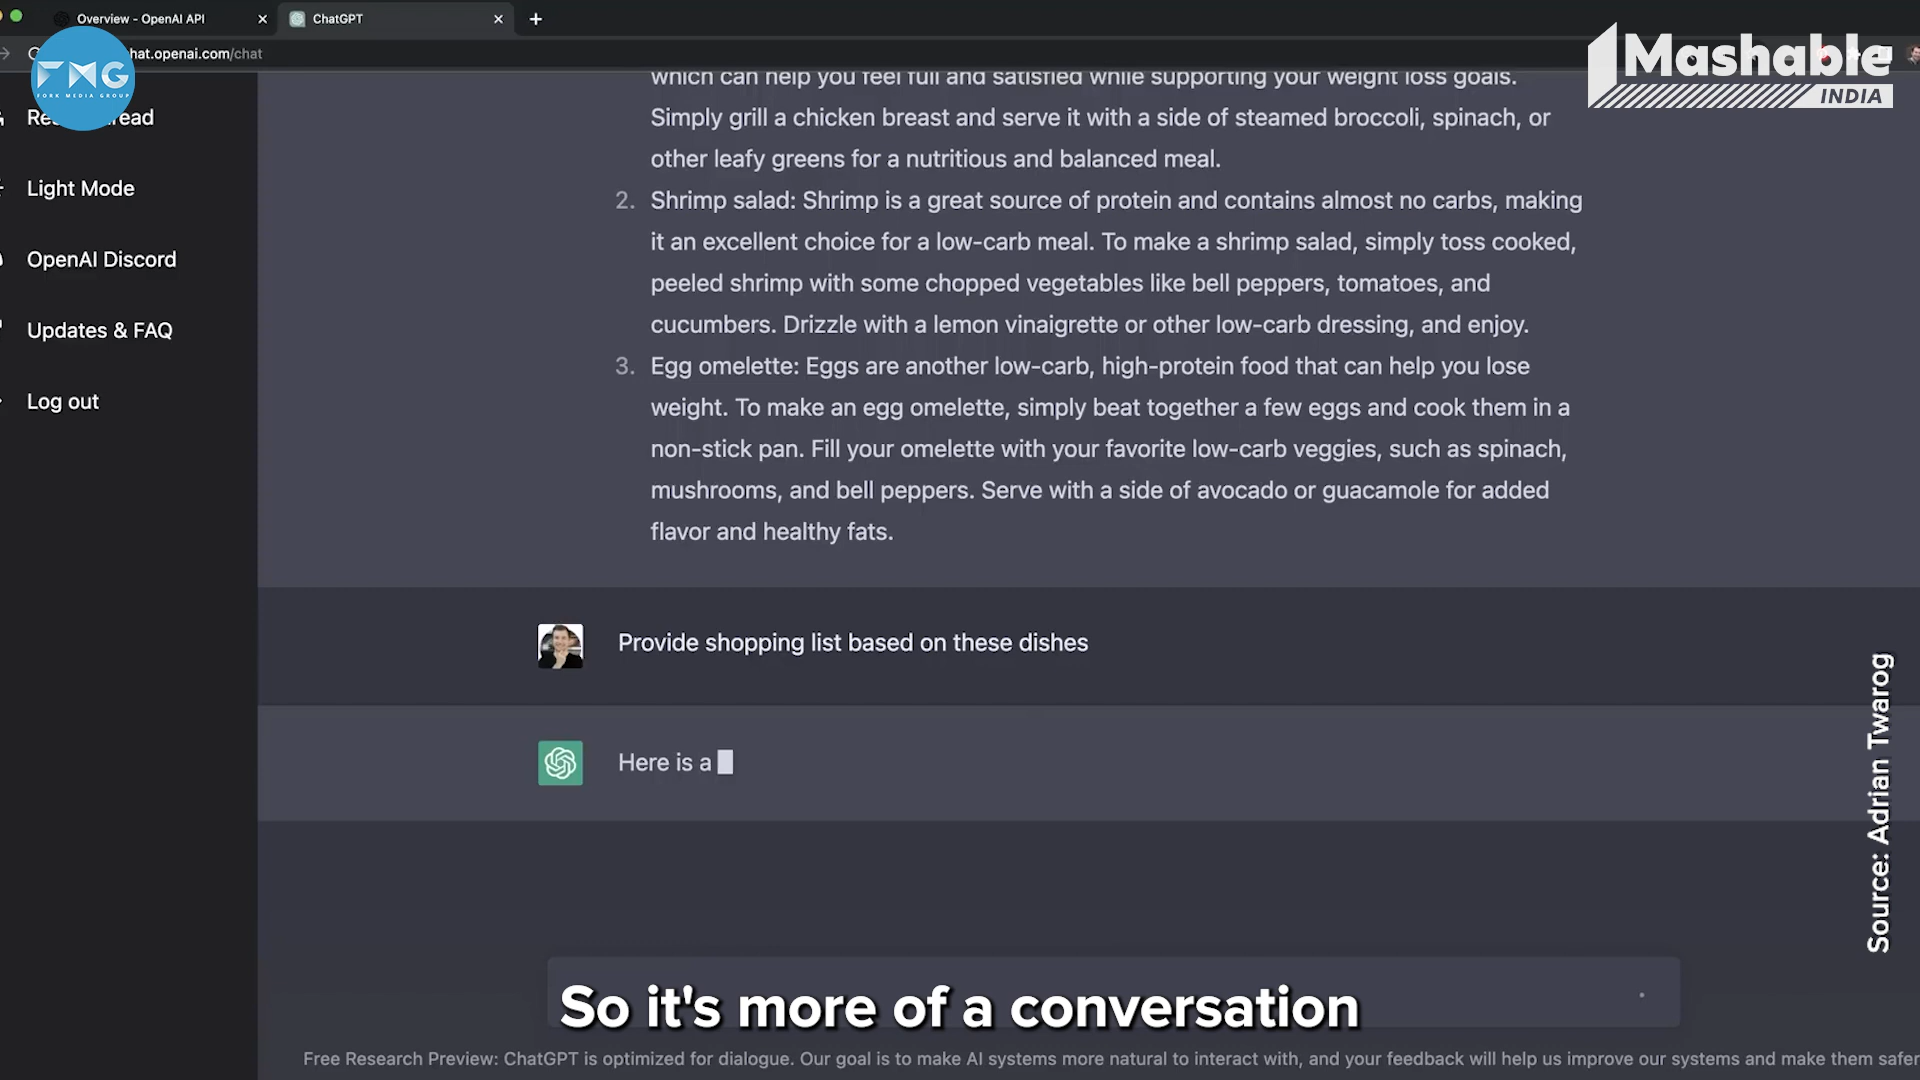 Overview - OpenAI API
ChatGPT
hat.openai.com/chat
FMG
FORK MEDIA GROUP
Mashable
INDIA
Light Mode
OpenAI Discord
Updates & FAQ
Log out
which can help you feel full and satisfied while supporting your weight loss goals.
Simply grill a chicken breast and serve it with a side of steamed broccoli, spinach, or
other leafy greens for a nutritious and balanced meal.
2. Shrimp salad: Shrimp is a great source of protein and contains almost no carbs, making
it an excellent choice for a low-carb meal. To make a shrimp salad, simply toss cooked,
peeled shrimp with some chopped vegetables like bell peppers, tomatoes, and
cucumbers. Drizzle with a lemon vinaigrette or other low-carb dressing, and enjoy.
3. Egg omelette: Eggs are another low-carb, high-protein food that can help you lose
weight. To make an egg omelette, simply beat together a few eggs and cook them in a
non-stick pan. Fill your omelette with your favorite low-carb veggies, such as spinach,
mushrooms, and bell peppers. Serve with a side of avocado or guacamole for added
flavor and healthy fats.
Provide shopping list based on these dishes
Here is a
Source: Adrian Twarog
So it's more of a conversation
Free Research Preview: ChatGPT is optimized for dialogue. Our goal is to make AI systems more natural to interact with, and your feedback will help us improve our systems and make them safer